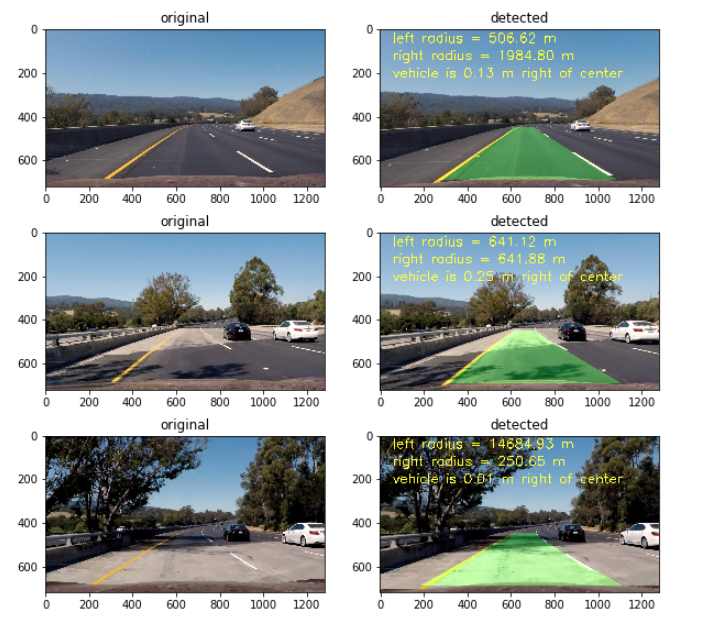 original
detected
0
200
400
600
0 200 400 600 800 1000 1200
0
200
400
600
0 200 400 600 800 1000 1200
left radius = 506.62 m
right radius = 1984.80 m
vehicle is 0.13 m right of center
original
detected
0
200
400
600
0 200 400 600 800 1000 1200
0
200
400
600
0 200 400 600 800 1000 1200
left radius = 641.12 m
right radius = 641.88 m
vehicle is 0.25 m right of center
original
detected
0
200
400
600
0 200 400 600 800 1000 1200
0
200
400
600
0 200 400 600 800 1000 1200
left radius = 14684.93 m
right radius = 250.65 m
vehicle is 0.01 m right of center